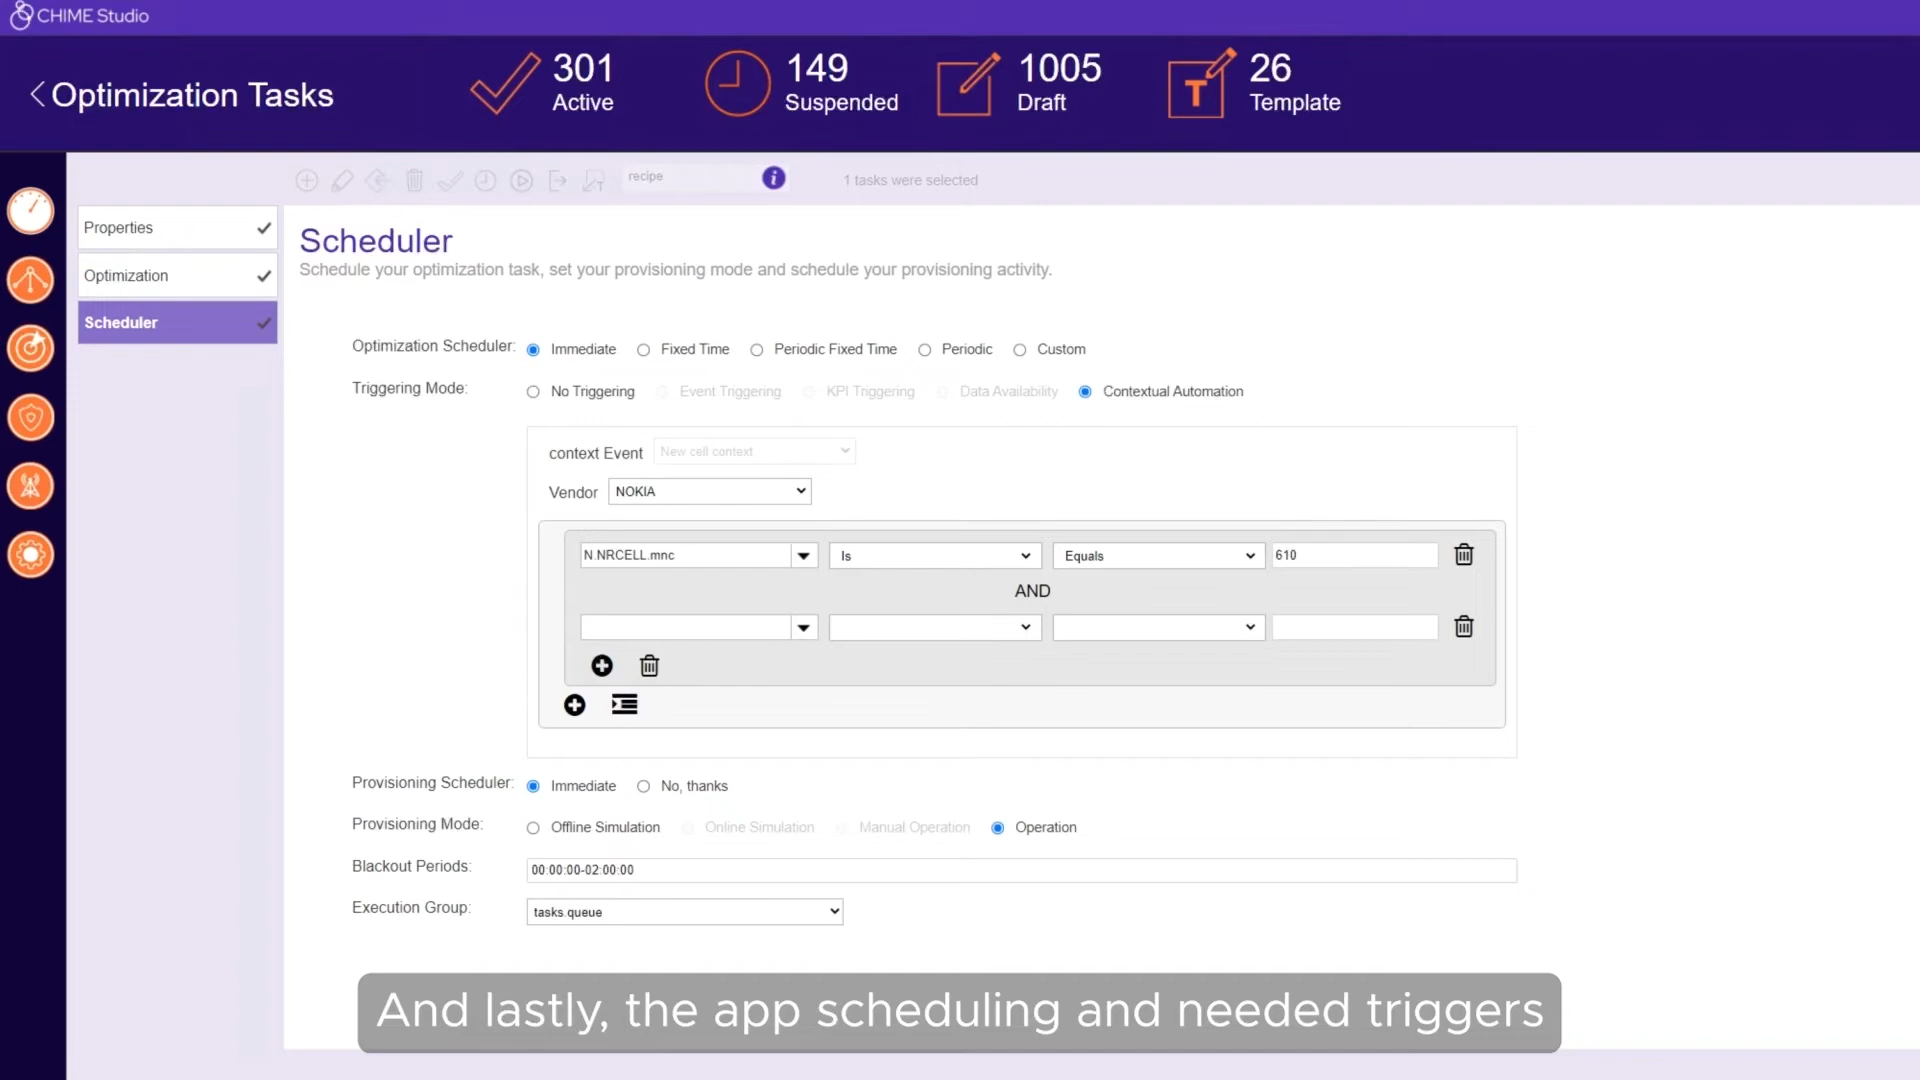 CHIME Studio
Optimization Tasks
301
Active
149
Suspended
1005
Draft
T
26
Template
recipe
i
1 tasks were selected
Properties
Optimization
Scheduler
Scheduler
Schedule your optimization task, set your provisioning mode and schedule your provisioning activity.
Optimization Scheduler: Immediate Fixed Time Periodic Fixed Time Periodic Custom
Triggering Mode: No Triggering Event Triggering KPI Triggering Data Availability Contextual Automation
context Event New cell context
Vendor NOKIA
N.NRCELL.mnc Is Equals 610
AND
Provisioning Scheduler: Immediate No, thanks
Provisioning Mode: Offline Simulation Online Simulation Manual Operation Operation
Blackout Periods: 00:00:00-02:00:00
Execution Group: tasks.queue
And lastly, the app scheduling and needed triggers